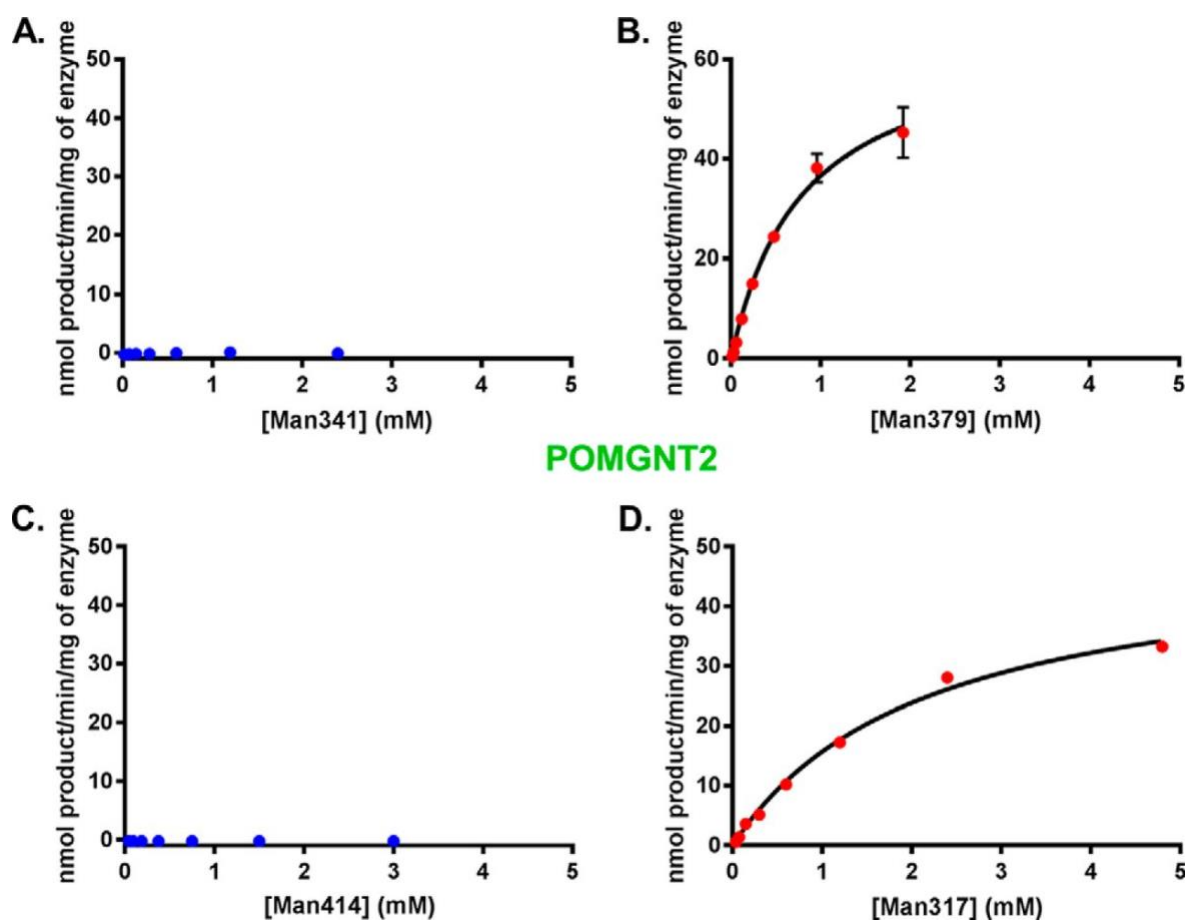 A.
nmol product/min/mg of enzyme
50
40
30
20
10
0
0 1 2 3 4 5
[Man341] (mM)
B.
nmol product/min/mg of enzyme
60
40
20
0
0 1 2 3 4 5
[Man379] (mM)
POMGNT2
C.
nmol product/min/mg of enzyme
50
40
30
20
10
0
0 1 2 3 4 5
[Man414] (mM)
D.
nmol product/min/mg of enzyme
50
40
30
20
10
0
0 1 2 3 4 5
[Man317] (mM)